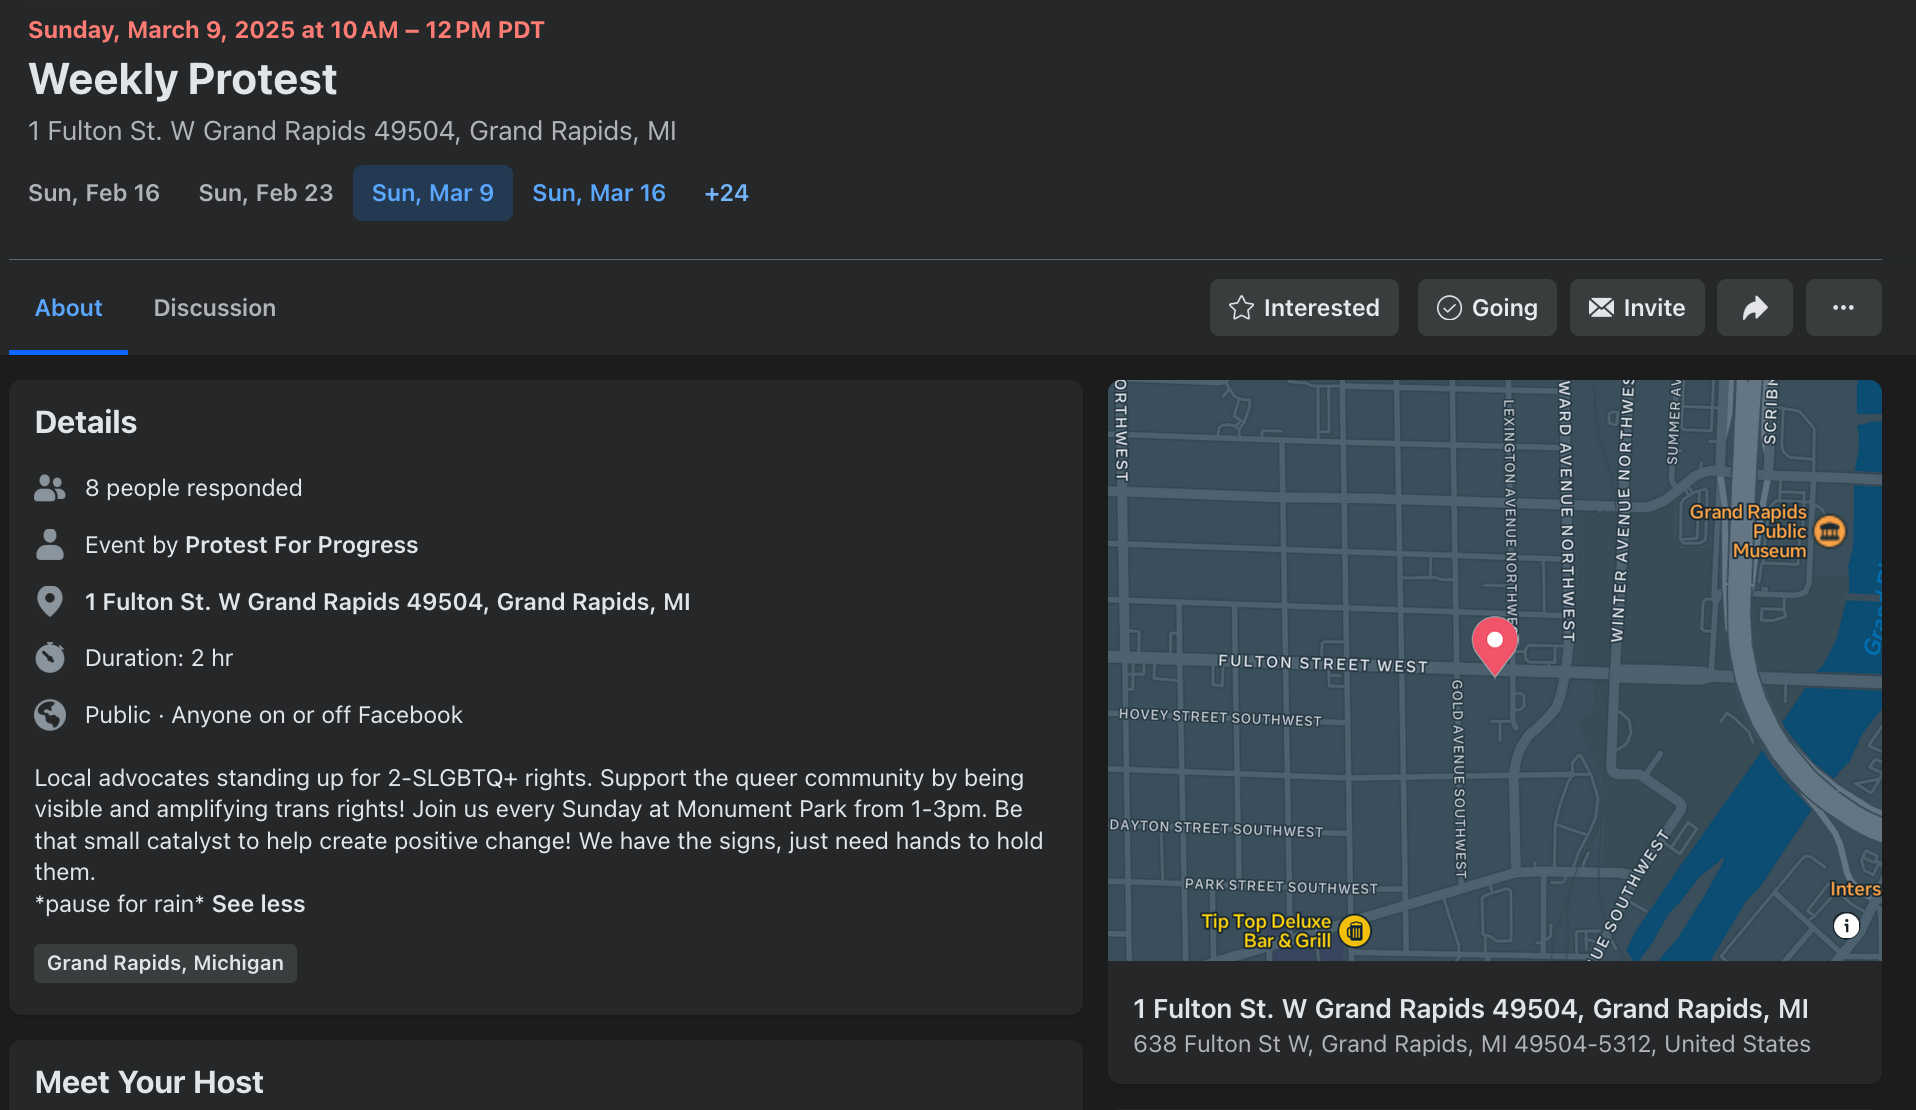 Sunday, March 9, 2025 at 10 AM – 12 PM PDT
Weekly Protest
1 Fulton St. W Grand Rapids 49504, Grand Rapids, MI
Sun, Feb 16
Sun, Feb 23
Sun, Mar 9
Sun, Mar 16
+24
About
Discussion
Interested
Going
Invite
Details
8 people responded
Event by Protest For Progress
1 Fulton St. W Grand Rapids 49504, Grand Rapids, MI
Duration: 2 hr
Public · Anyone on or off Facebook
Local advocates standing up for 2-SLGBTQ+ rights. Support the queer community by being
visible and amplifying trans rights! Join us every Sunday at Monument Park from 1-3pm. Be
that small catalyst to help create positive change! We have the signs, just need hands to hold
them.
*pause for rain* See less
Grand Rapids, Michigan
Meet Your Host
ORTHWEST
LEXINGTON AVENUE NORTHWE
WARD AVENUE NORTHWEST
WINTER AVENUE NORTHWES
SUMMER AV
SCRIBN
Grand Rapids
Public
Museum
FULTON STREET WEST
GOLD AVENUE SOUTHWEST
HOVEY STREET SOUTHWEST
DAYTON STREET SOUTHWEST
PARK STREET SOUTHWEST
UE SOUTHWEST
Tip Top Deluxe
Bar & Grill
Inters
1 Fulton St. W Grand Rapids 49504, Grand Rapids, MI
638 Fulton St W, Grand Rapids, MI 49504-5312, United States